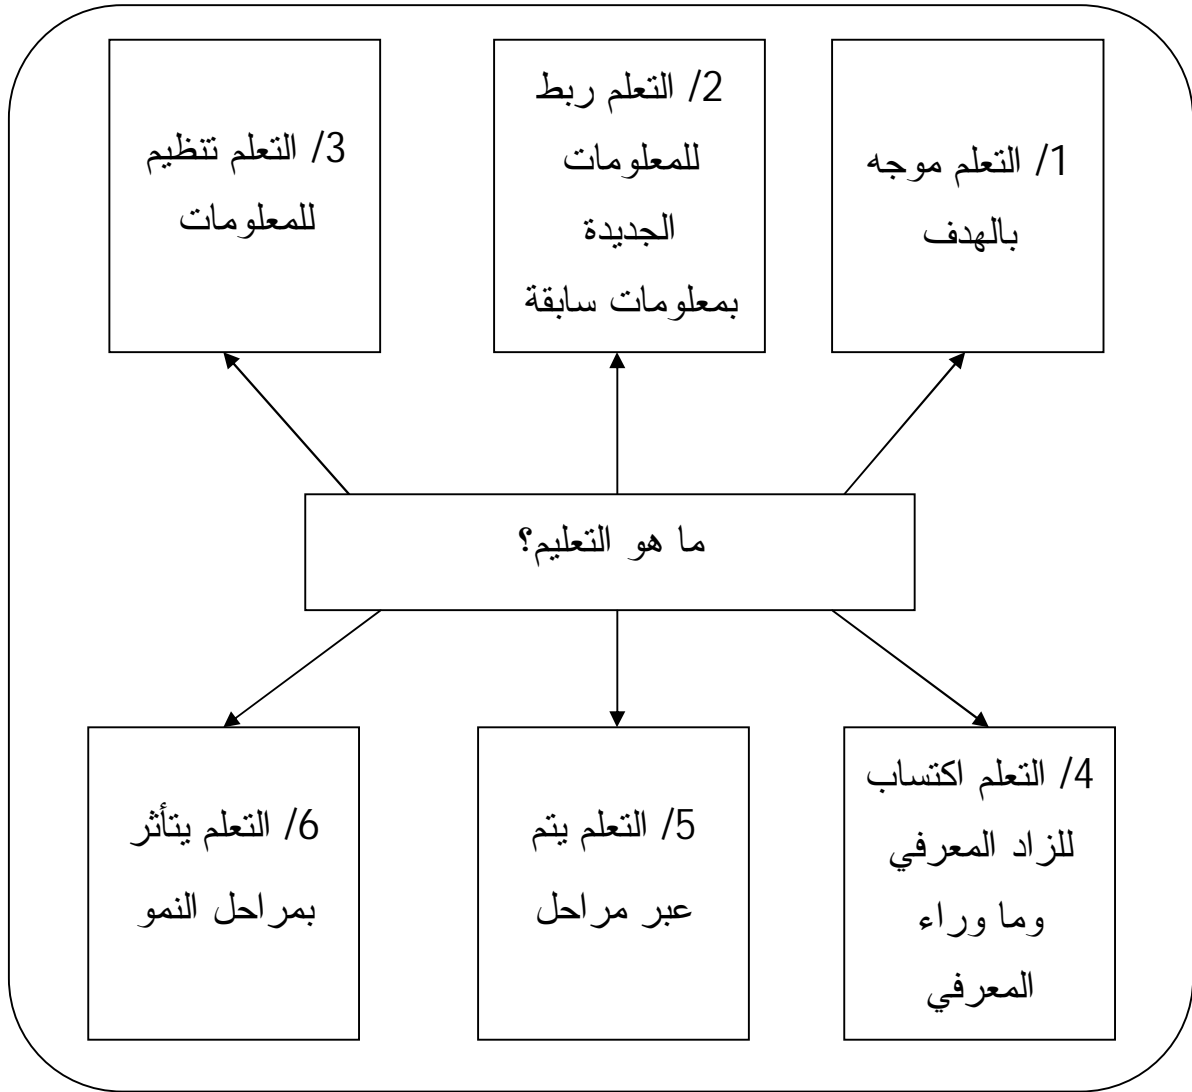 1/ التعلم موجه
بالهدف
2/ التعلم ربط
للمعلومات
الجديدة
بمعلومات سابقة
3/ التعلم تنظيم
للمعلومات
ما هو التعليم؟
4/ التعلم اكتساب
للزاد المعرفي
وما وراء
المعرفي
5/ التعلم يتم
عبر مراحل
6/ التعلم يتأثر
بمراحل النمو